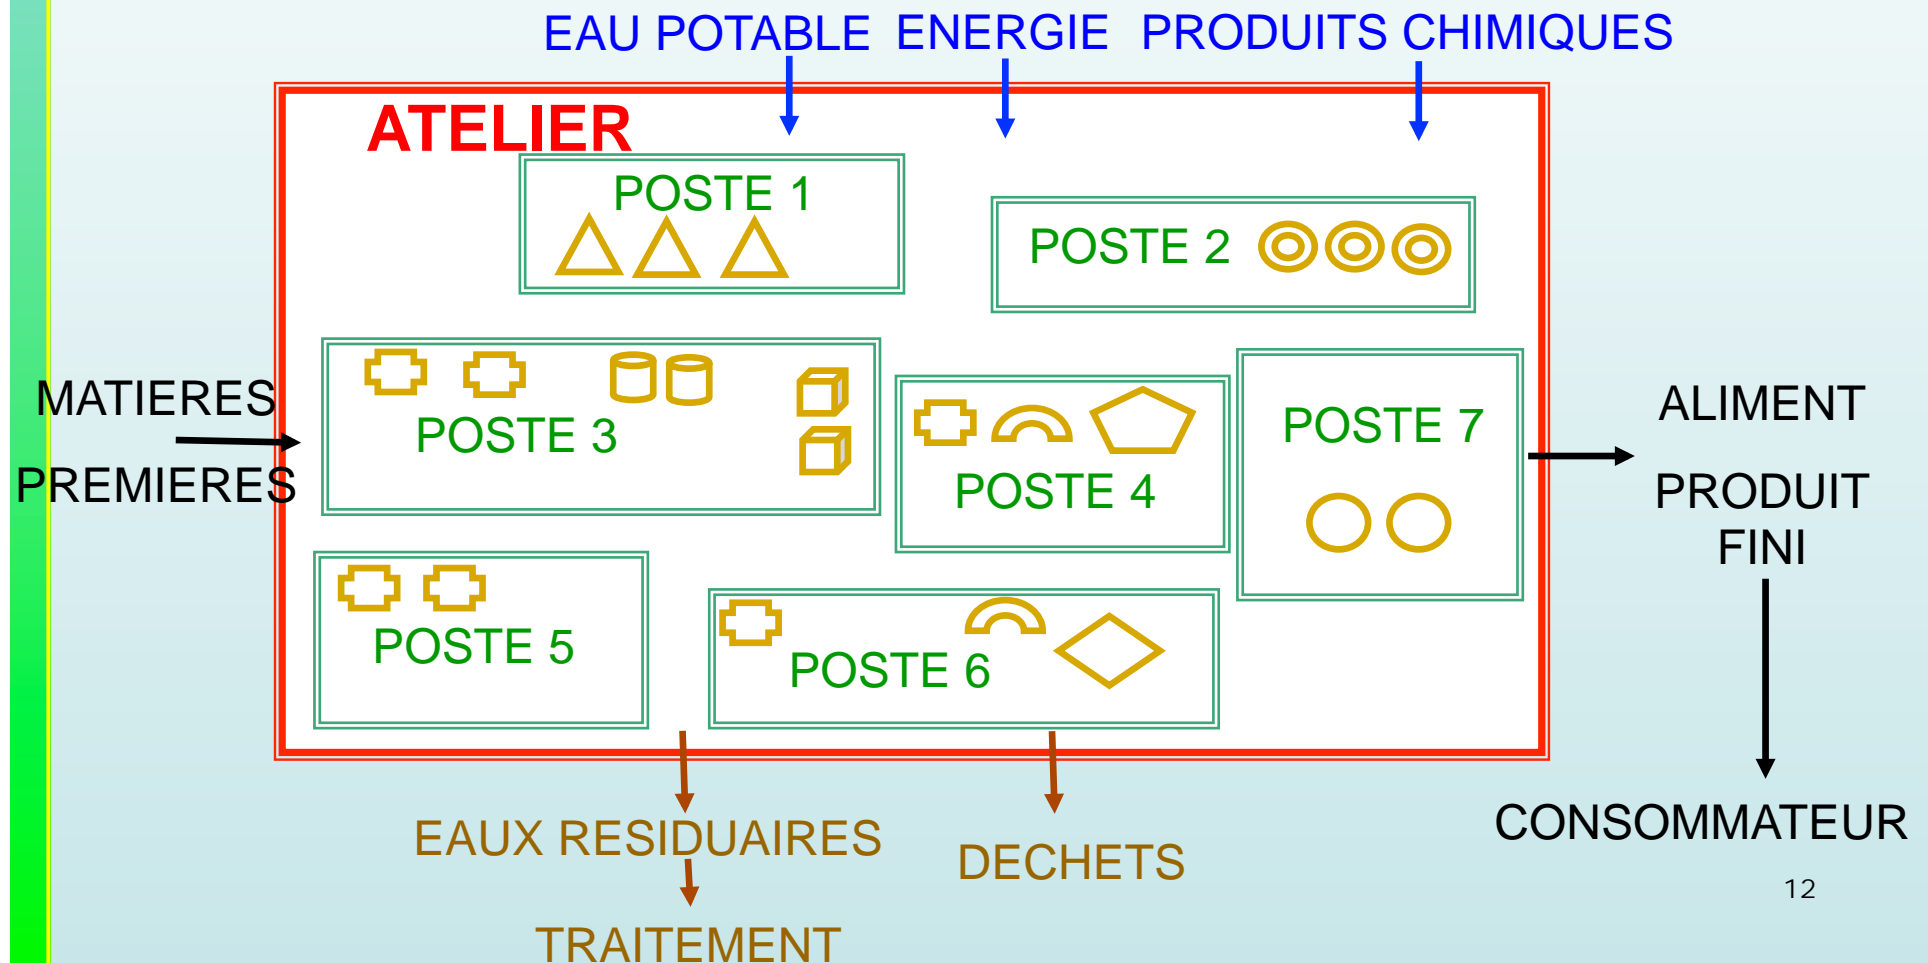 EAU POTABLE ENERGIE PRODUITS CHIMIQUES
ATELIER
POSTE 1
POSTE 2
MATIERES
PREMIERES
POSTE 3
POSTE 4
POSTE 7
ALIMENT
PRODUIT
FINI
POSTE 5
POSTE 6
EAUX RESIDUAIRES
DECHETS
CONSOMMATEUR
TRAITEMENT
12